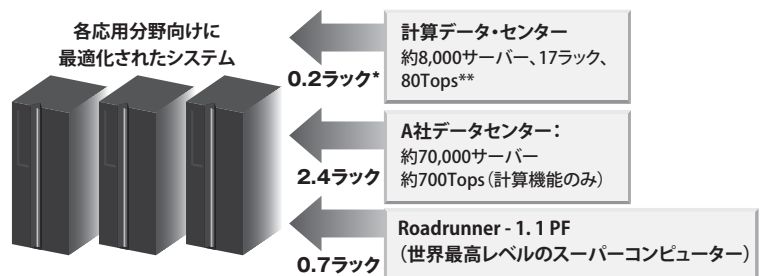 各応用分野向けに
最適化されたシステム
0.2ラック*
計算データ・センター
約8,000サーバー、17ラック、
80Tops**
2.4ラック
A社データセンター：
約70,000サーバー
約700Tops（計算機能のみ）
0.7ラック
Roadrunner - 1. 1 PF
（世界最高レベルのスーパーコンピューター）